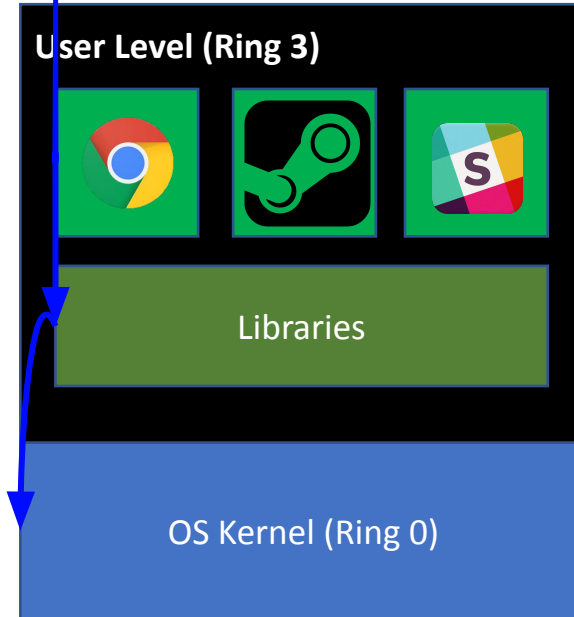 User Level (Ring 3)
S
Libraries
OS Kernel (Ring 0)